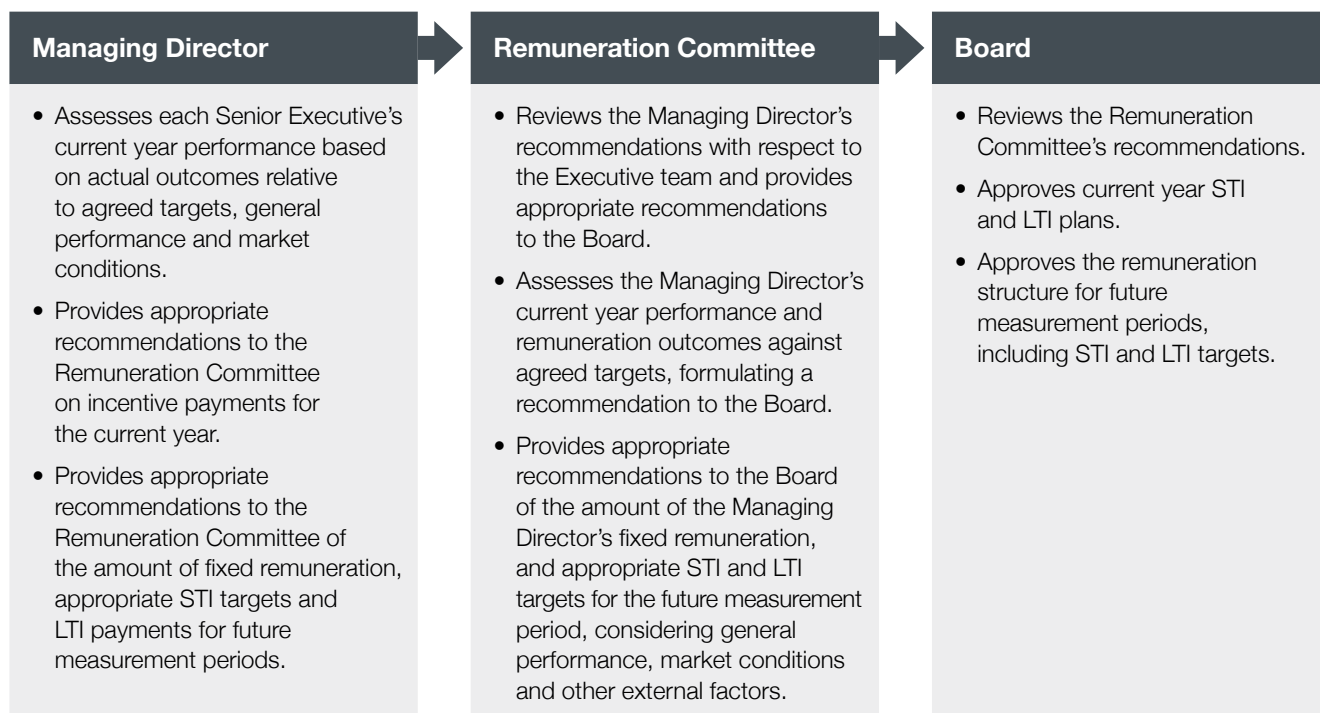 Managing Director
• Assesses each Senior Executive’s
current year performance based
on actual outcomes relative
to agreed targets, general
performance and market
conditions.
• Provides appropriate
recommendations to the
Remuneration Committee
on incentive payments for
the current year.
• Provides appropriate
recommendations to the
Remuneration Committee of
the amount of fixed remuneration,
appropriate STI targets and
LTI payments for future
measurement periods.
Remuneration Committee
• Reviews the Managing Director’s
recommendations with respect to
the Executive team and provides
appropriate recommendations
to the Board.
• Assesses the Managing Director’s
current year performance and
remuneration outcomes against
agreed targets, formulating a
recommendation to the Board.
• Provides appropriate
recommendations to the Board
of the amount of the Managing
Director’s fixed remuneration,
and appropriate STI and LTI
targets for the future measurement
period, considering general
performance, market conditions
and other external factors.
Board
• Reviews the Remuneration
Committee’s recommendations.
• Approves current year STI
and LTI plans.
• Approves the remuneration
structure for future
measurement periods,
including STI and LTI targets.